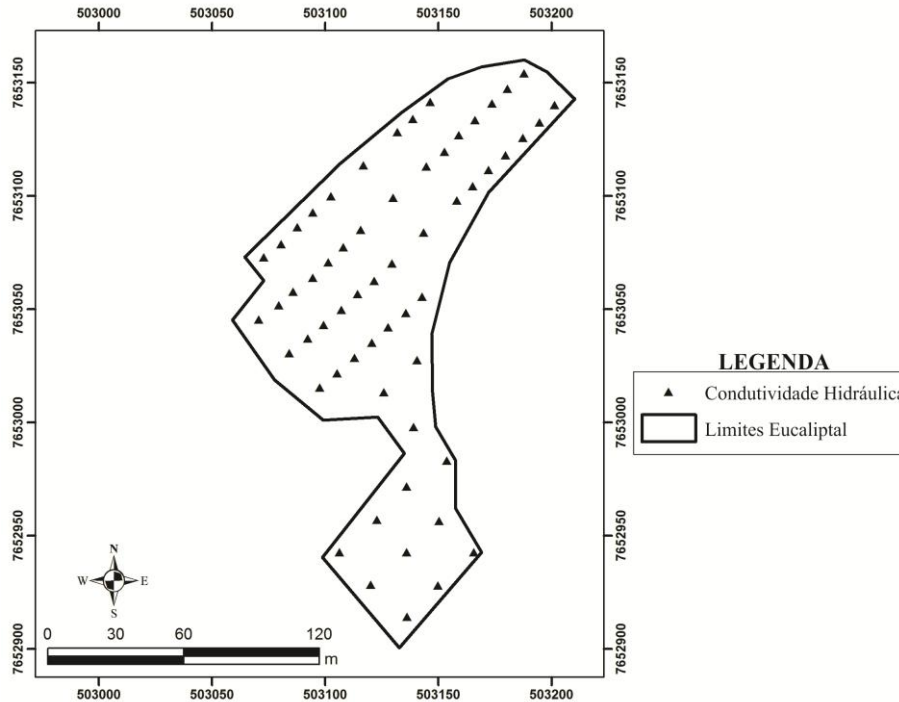 503000 503050 503100 503150 503200
7653150 7653150
7653100 7653100
7653050 7653050
7653000 7653000
7652950 7652950
7652900 7652900
LEGENDA
Condutividade Hidráulica
Limites Eucaliptal
N
W E
S
0 30 60 120
m
503000 503050 503100 503150 503200